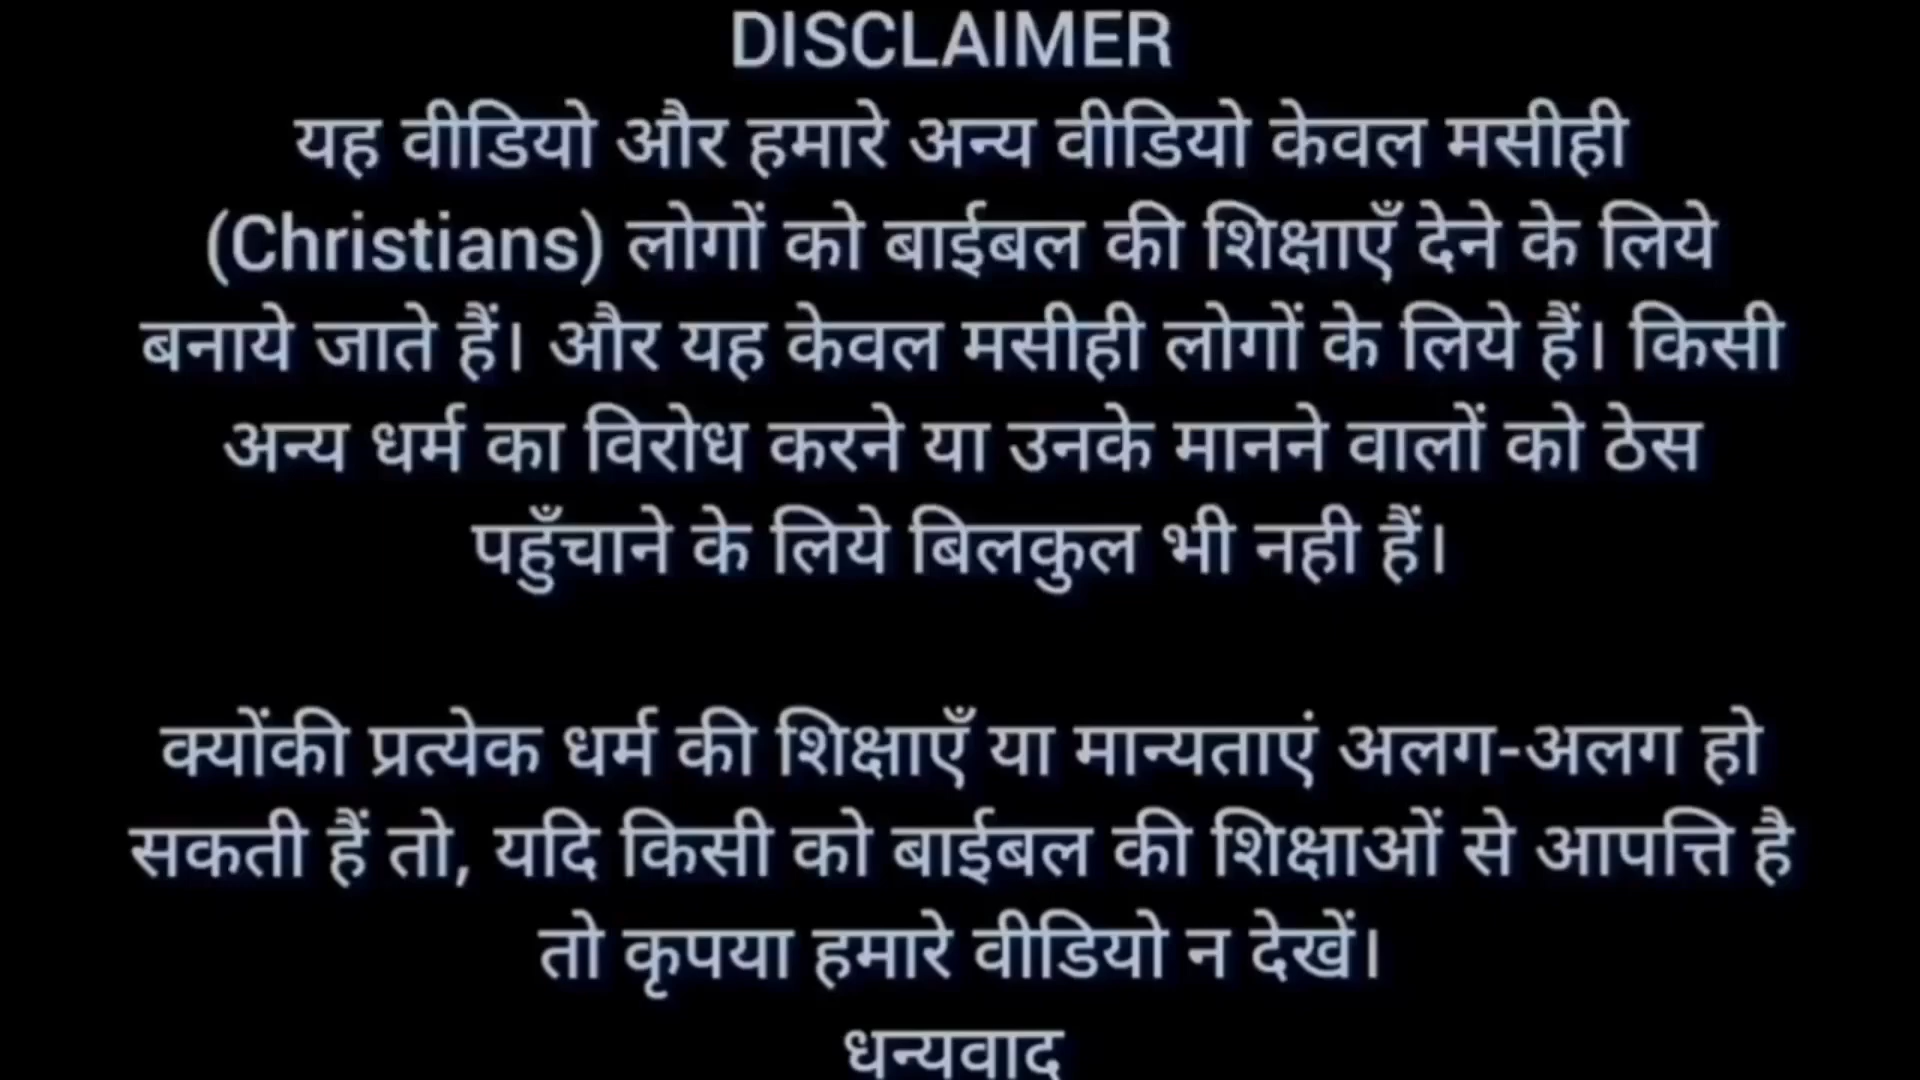 DISCLAIMER
यह वीडियो और हमारे अन्य वीडियो केवल मसीही
(Christians) लोगों को बाईबल की शिक्षाएँ देने के लिये
बनाये जाते हैं। और यह केवल मसीही लोगों के लिये हैं। किसी
अन्य धर्म का विरोध करने या उनके मानने वालों को ठेस
पहुँचाने के लिये बिलकुल भी नही हैं।
क्योंकी प्रत्येक धर्म की शिक्षाएँ या मान्यताएं अलग-अलग हो
सकती हैं तो, यदि किसी को बाईबल की शिक्षाओं से आपत्ति है
तो कृपया हमारे वीडियो न देखें।
धन्यवाद